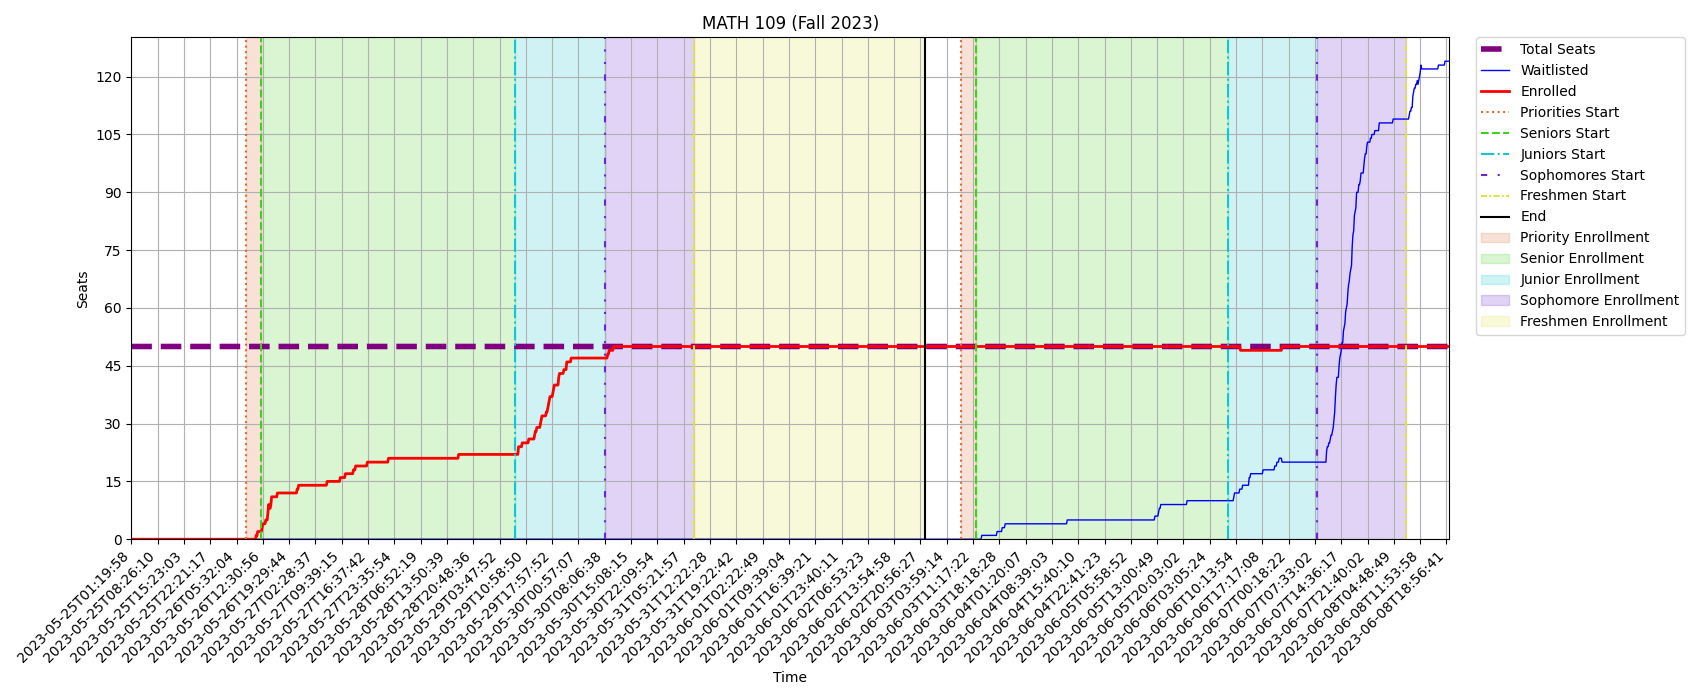 MATH 109 (Fall 2023)
Seats
120
105
90
75
60
45
30
15
0
2023-05-25T01:19:58
2023-05-25T08:26:10
2023-05-25T15:23:03
2023-05-25T22:21:17
2023-05-26T05:32:04
2023-05-26T12:30:56
2023-05-26T19:29:44
2023-05-27T02:28:37
2023-05-27T09:39:15
2023-05-27T16:37:42
2023-05-27T23:35:54
2023-05-28T06:52:19
2023-05-28T13:50:39
2023-05-28T20:48:36
2023-05-29T03:47:52
2023-05-29T10:58:50
2023-05-29T17:57:52
2023-05-30T00:57:07
2023-05-30T08:06:38
2023-05-30T15:08:15
2023-05-30T22:09:54
2023-05-31T05:21:57
2023-05-31T12:22:28
2023-05-31T19:22:42
2023-06-01T02:22:49
2023-06-01T09:39:04
2023-06-01T16:39:21
2023-06-01T23:40:11
2023-06-02T06:53:23
2023-06-02T13:54:58
2023-06-02T20:56:27
2023-06-03T03:59:14
2023-06-03T11:17:22
2023-06-03T18:18:28
2023-06-04T01:20:07
2023-06-04T08:39:03
2023-06-04T15:40:10
2023-06-04T22:41:23
2023-06-05T05:58:52
2023-06-05T13:00:49
2023-06-05T20:03:02
2023-06-06T03:05:24
2023-06-06T10:13:54
2023-06-06T17:17:08
2023-06-07T00:18:22
2023-06-07T07:33:02
2023-06-07T14:36:17
2023-06-07T21:40:02
2023-06-08T04:48:49
2023-06-08T11:53:58
2023-06-08T18:56:41
Time
Total Seats
Waitlisted
Enrolled
Priorities Start
Seniors Start
Juniors Start
Sophomores Start
Freshmen Start
End
Priority Enrollment
Senior Enrollment
Junior Enrollment
Sophomore Enrollment
Freshmen Enrollment